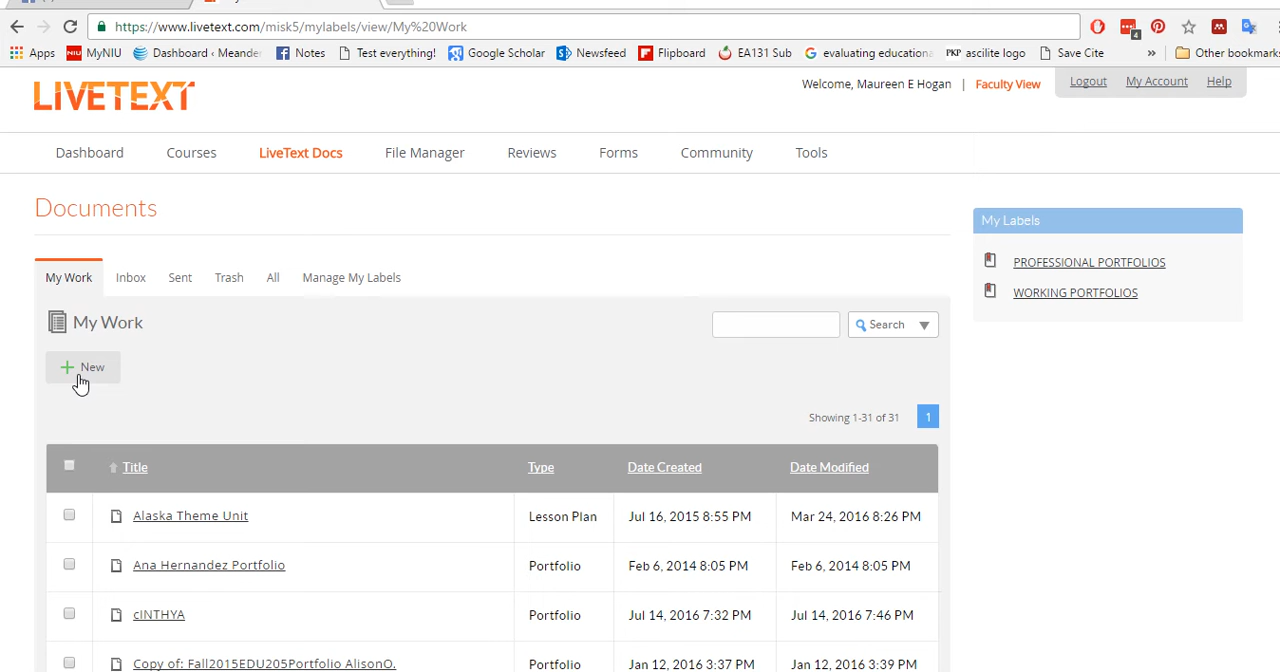 https://www.livetext.com/misk5/mylabels/view/My%20Work
4
Apps NIU MyNIU Dashboard ‹ Meander Notes Test everything! Google Scholar Newsfeed Flipboard EA131 Sub evaluating educationa PKP ascilite logo Save Cite » Other bookmarks
LIVETEXT
Welcome, Maureen E Hogan | Faculty View Logout My Account Help
Dashboard Courses LiveText Docs File Manager Reviews Forms Community Tools
Documents
My Labels
PROFESSIONAL PORTFOLIOS
WORKING PORTFOLIOS
My Work Inbox Sent Trash All Manage My Labels
My Work
Search
New
Showing 1-31 of 31 1
Title Type Date Created Date Modified
Alaska Theme Unit Lesson Plan Jul 16, 2015 8:55 PM Mar 24, 2016 8:26 PM
Ana Hernandez Portfolio Portfolio Feb 6, 2014 8:05 PM Feb 6, 2014 8:05 PM
cINTHYA Portfolio Jul 14, 2016 7:32 PM Jul 14, 2016 7:46 PM
Copy of: Fall2015EDU205Portfolio AlisonO. Portfolio Jan 12, 2016 3:37 PM Jan 12, 2016 3:39 PM